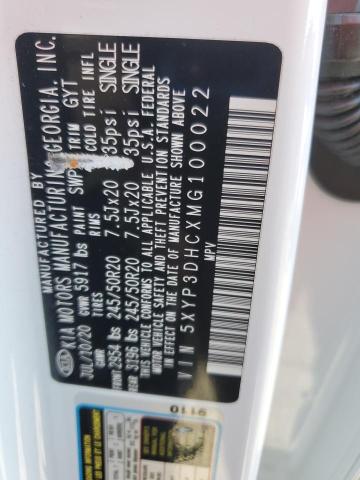 MANUFACTURED BY
KIA MOTORS MANUFACTURING GEORGIA, INC.
KIA
JUL/10/20 GVWR 5917 lbs PAINT SWP TRIM GYT
GAWR TIRES RIMS COLD TIRE INFL
FRONT 2954 lbs 245/50R20 7.5Jx20 35psi SINGLE
REAR 3196 lbs 245/50R20 7.5Jx20 35psi SINGLE
THIS VEHICLE CONFORMS TO ALL APPLICABLE U.S.A. FEDERAL
MOTOR VEHICLE SAFETY AND THEFT PREVENTION STANDARDS
IN EFFECT ON THE DATE OF MANUFACTURE SHOWN ABOVE
VIN 5XYP3DHCXMG100022
MPV